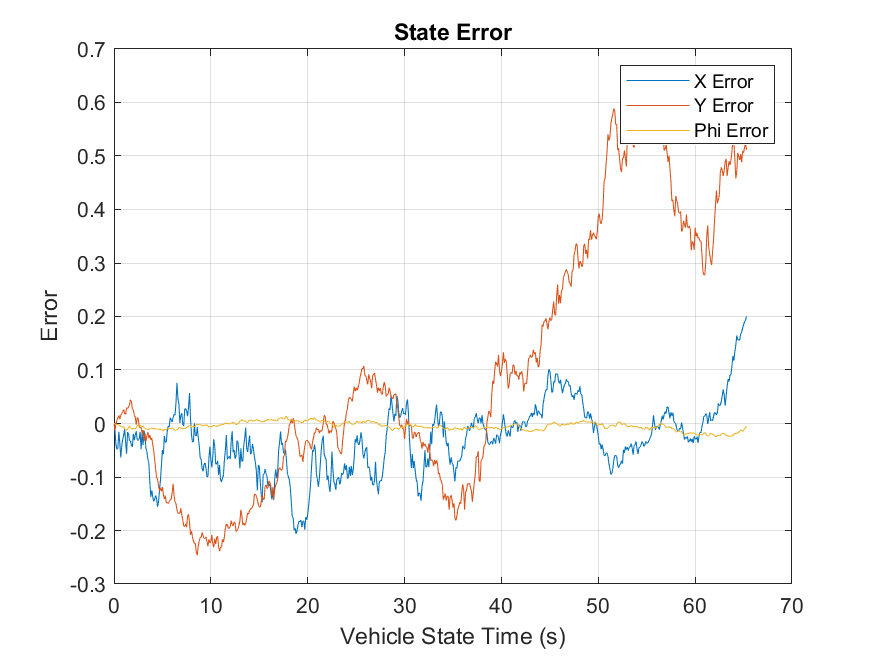 State Error
0.7
0.6
0.5
0.4
0.3
0.2
0.1
0
-0.1
-0.2
-0.3
Error
X Error
Y Error
Phi Error
0 10 20 30 40 50 60 70
Vehicle State Time (s)